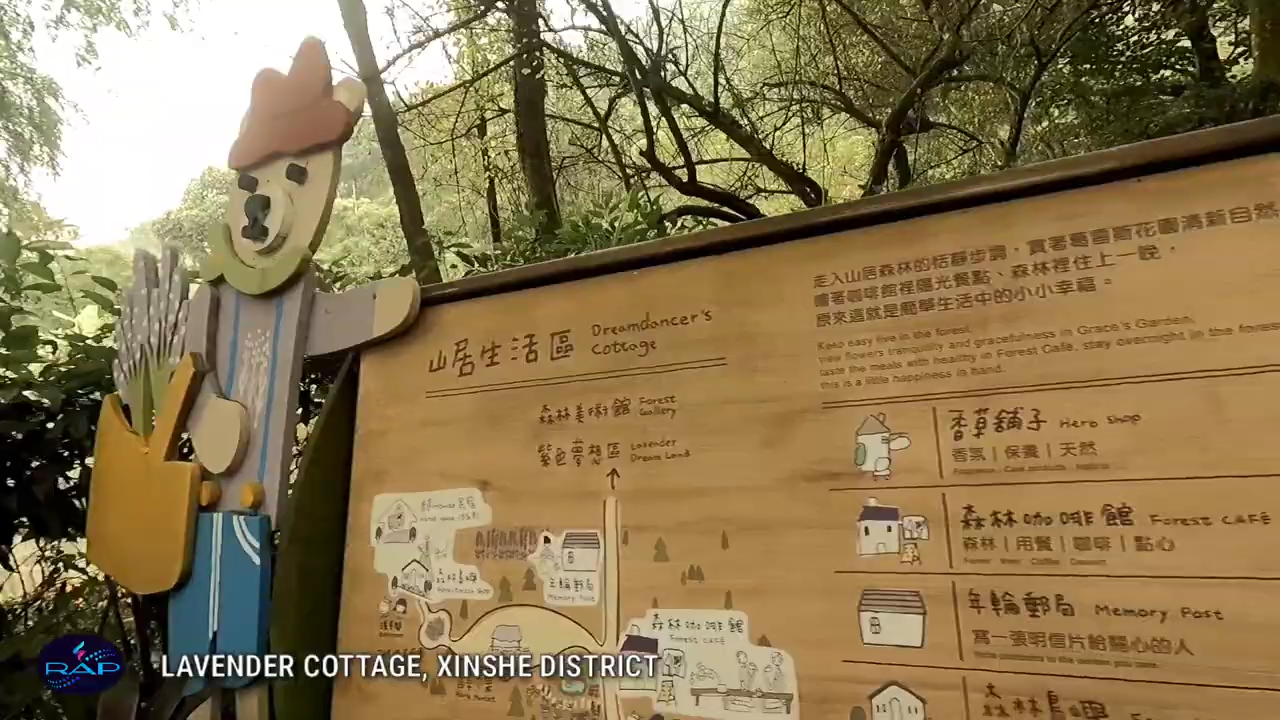 山居生活區 Dreamdancer's Cottage
森林美術館 Forest Gallery
紫色夢想區 Lavender Dream Land
年輪郵局
Memory Post
森林咖啡館
Forest CAFÉ
走入山居森林的恬靜步調，賞著葛蕾斯花園清新自然
嚐著咖啡館裡陽光餐點、森林裡住上一晚，
原來這就是簡單生活中的小小幸福。
Keep easy live in the forest.
view flowers tranquility and gracefulness in Grace's Garden,
taste the meals with healthy in Forest Café, stay overnight in the forest
this is a little happiness in hand.
香草舖子 Herb Shop
香氛 | 保養 | 天然
森林咖啡館 Forest CAFÉ
森林 | 用餐 | 咖啡 | 點心
年輪郵局 Memory Post
寫一張明信片給關心的人
RAP
LAVENDER COTTAGE, XINSHE DISTRICT